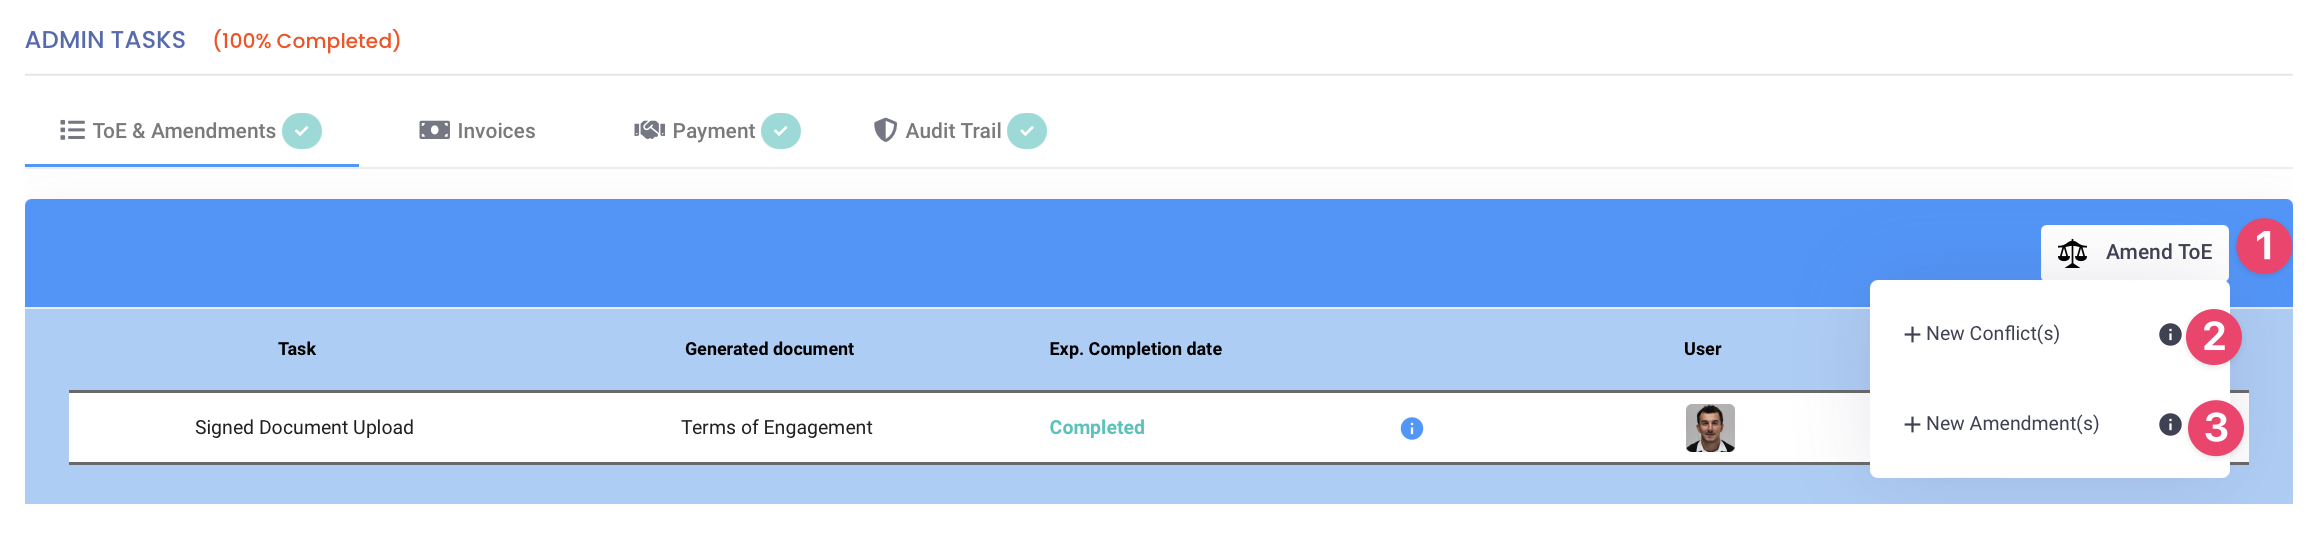 ADMIN TASKS (100% Completed)
ToE & Amendments Invoices Payment Audit Trail
Amend ToE 1
+ New Conflict(s) 2
Task Generated document Exp. Completion date User
+ New Amendment(s) 3
Signed Document Upload Terms of Engagement Completed